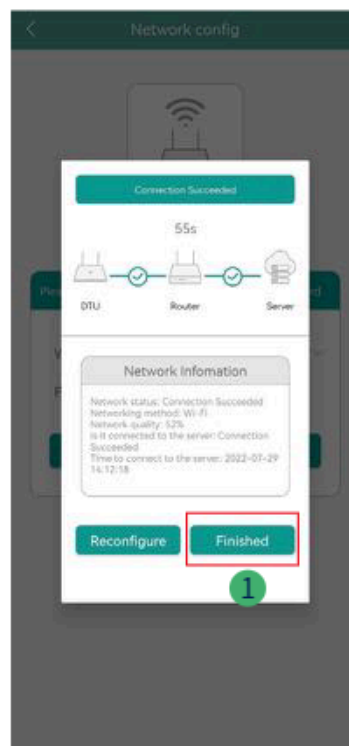 Network config
Connection Succeeded
55s
DTU Router Server
Network Infomation
Network status: Connection Succeeded
Networking method: Wi-Fi
Network quality: 52%
Is it connected to the server: Connection
Succeeded
Time to connect to the server: 2022-07-29
14:12:18
Reconfigure Finished
1